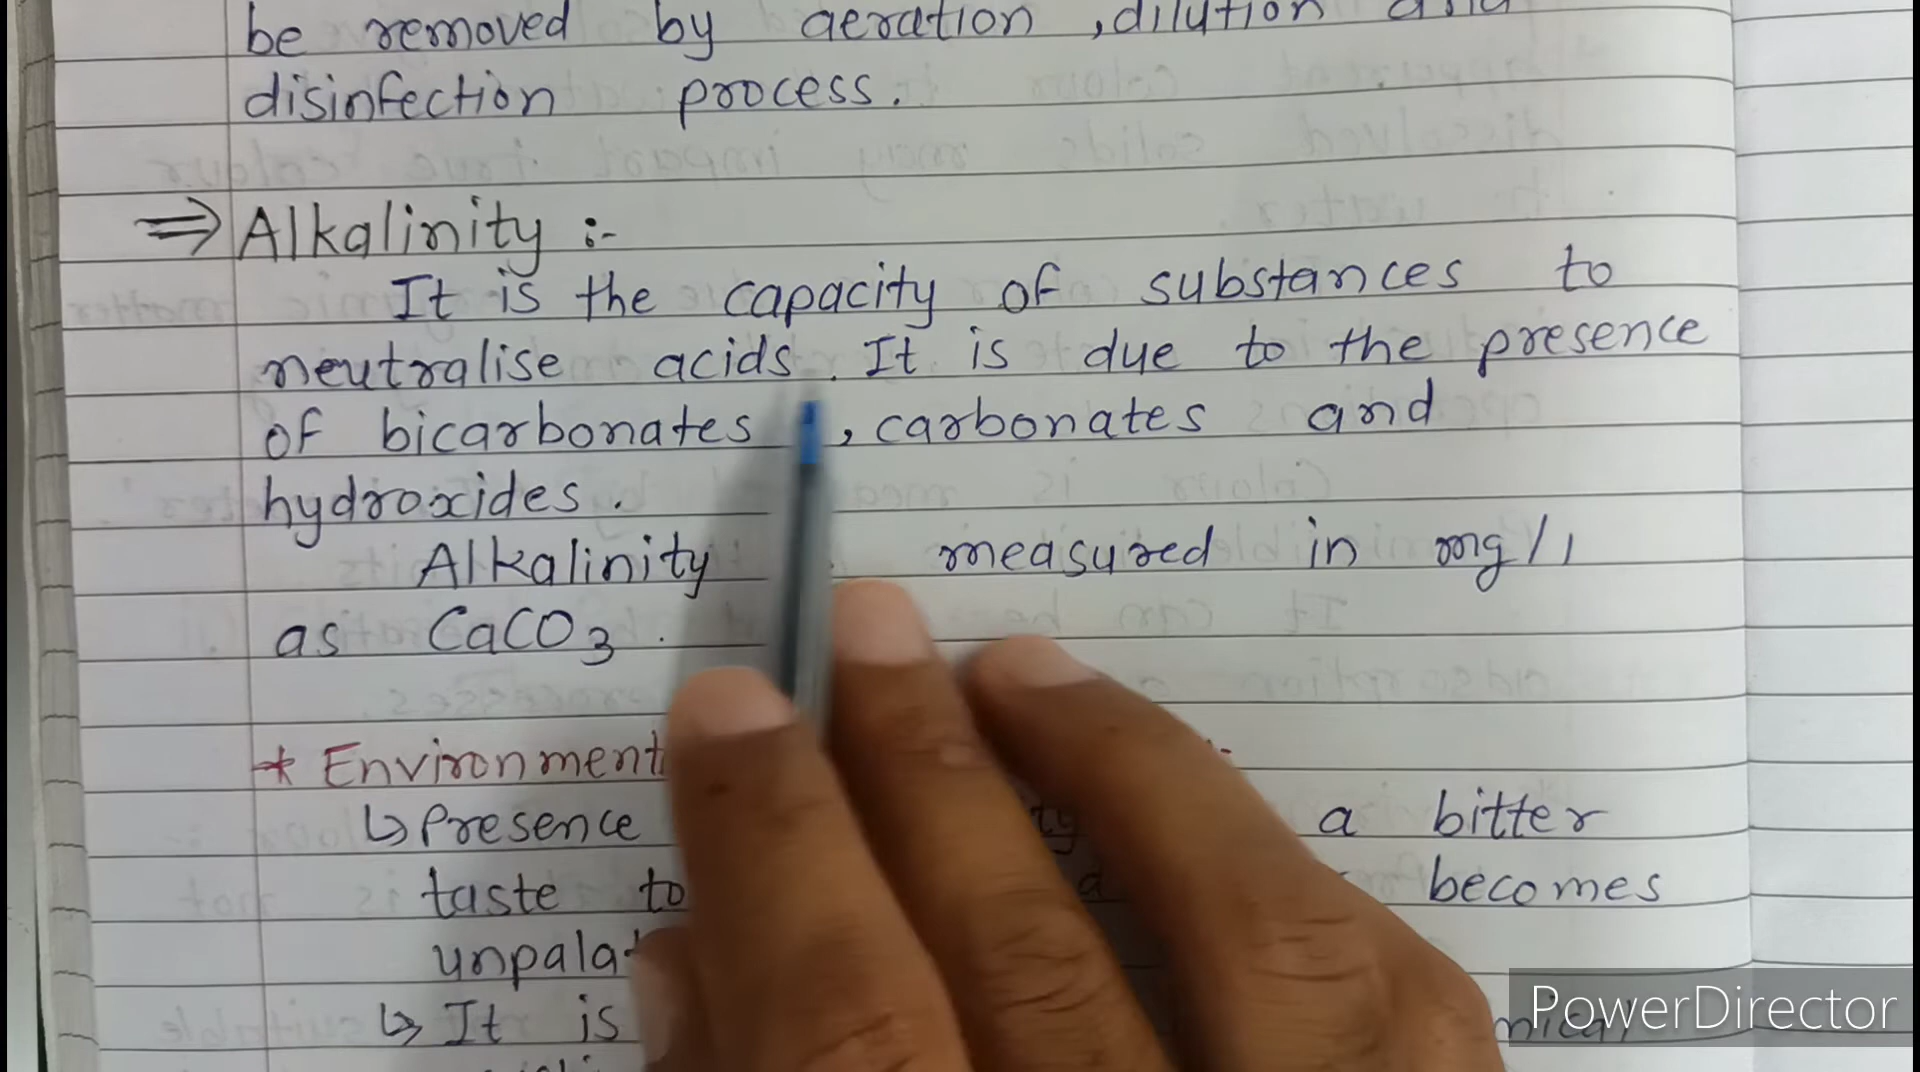 be removed by aeration , dilution and
disinfection process.
⇒ Alkalinity :-
It is the capacity of substances to
neutralise acids. It is due to the presence
of bicarbonates , carbonates and
hydroxides.
Alkalinity measured in mg/l
as CaCO3.
* Environment
↳ Presence a bitter
taste to becomes
↳ It is
PowerDirector